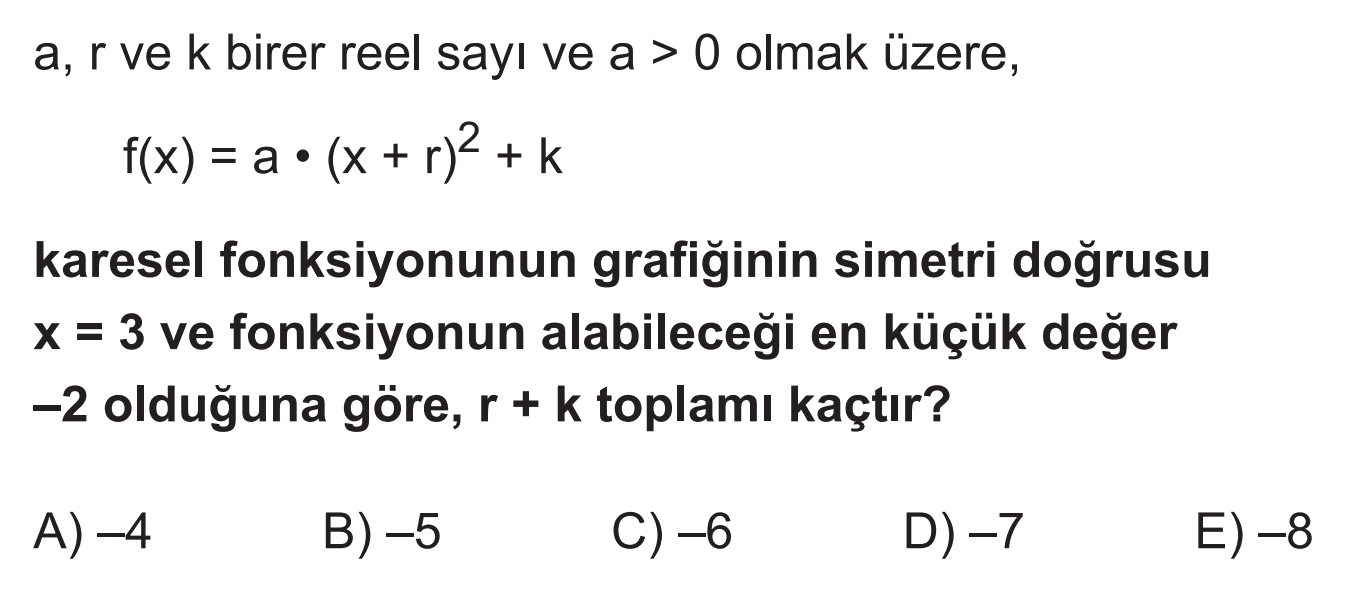 a, r ve k birer reel sayı ve a > 0 olmak üzere,
f(x) = a • (x + r)² + k
karesel fonksiyonunun grafiğinin simetri doğrusu
x = 3 ve fonksiyonun alabileceği en küçük değer
–2 olduğuna göre, r + k toplamı kaçtır?
A) –4 B) –5 C) –6 D) –7 E) –8